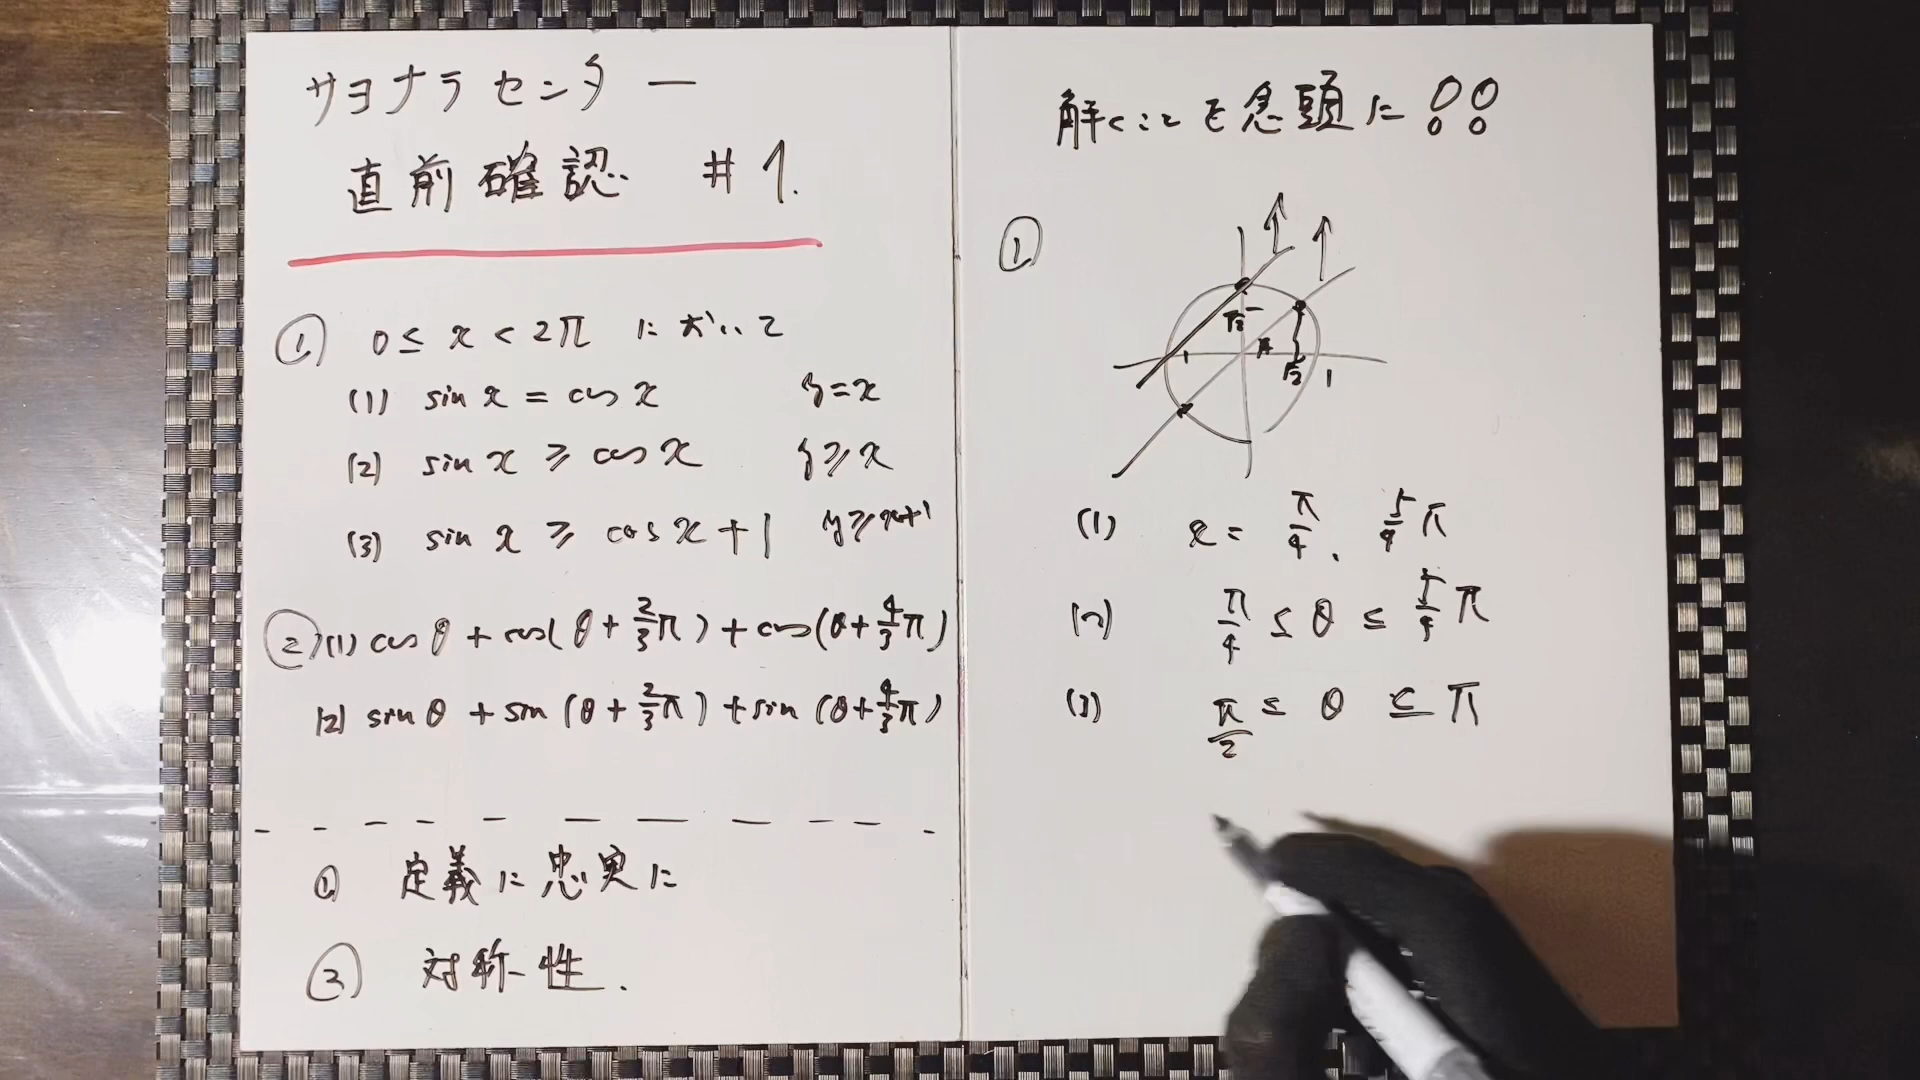 サヨナラセンター
直前確認 #1.
① 0≤x<2π において
(1) sin x = cos x y=x
(2) sin x ≥ cos x y≥x
(3) sin x ≥ cos x+1 y≥x+1
② (1) cosθ + cos(θ+2/3π) + cos(θ+4/3π)
(2) sinθ + sin(θ+2/3π) + sin(θ+4/3π)
① 定義に忠実に
② 対称性.
解くことを念頭に!!
①
1
1
(1) x= π/4, 5/4π
(2) π/4 ≤ θ ≤ 5/4π
(3) π/2 ≤ θ ≤ π